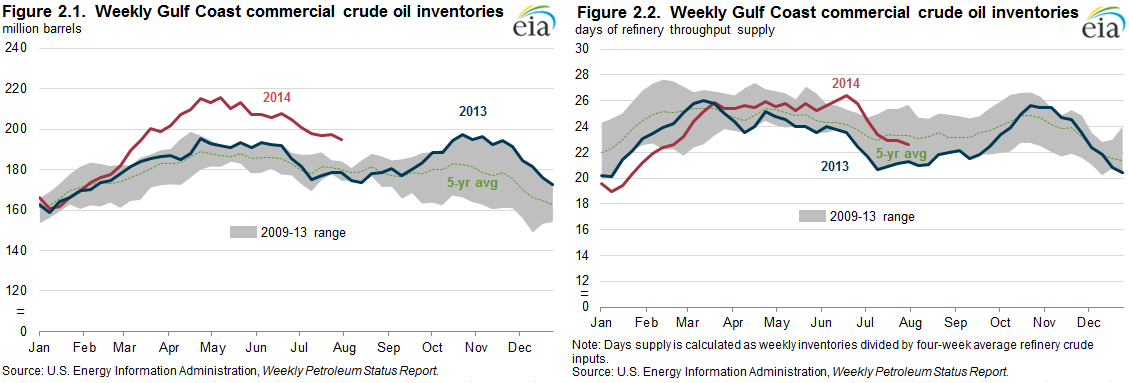 Figure 2.1. Weekly Gulf Coast commercial crude oil inventories
million barrels
eia
240
220
200
180
160
140
120
=
0
2014
2013
5-yr avg
2009-13 range
Jan Feb Mar Apr May Jun Jul Aug Sep Oct Nov Dec
Source: U.S. Energy Information Administration, Weekly Petroleum Status Report.
Figure 2.2. Weekly Gulf Coast commercial crude oil inventories
days of refinery throughput supply
eia
30
28
26
24
22
20
18
16
14
12
=
0
2014
2013
5-yr avg
2009-13 range
Jan Feb Mar Apr May Jun Jul Aug Sep Oct Nov Dec
Note: Days supply is calculated as weekly inventories divided by four-week average refinery crude
inputs.
Source: U.S. Energy Information Administration, Weekly Petroleum Status Report.